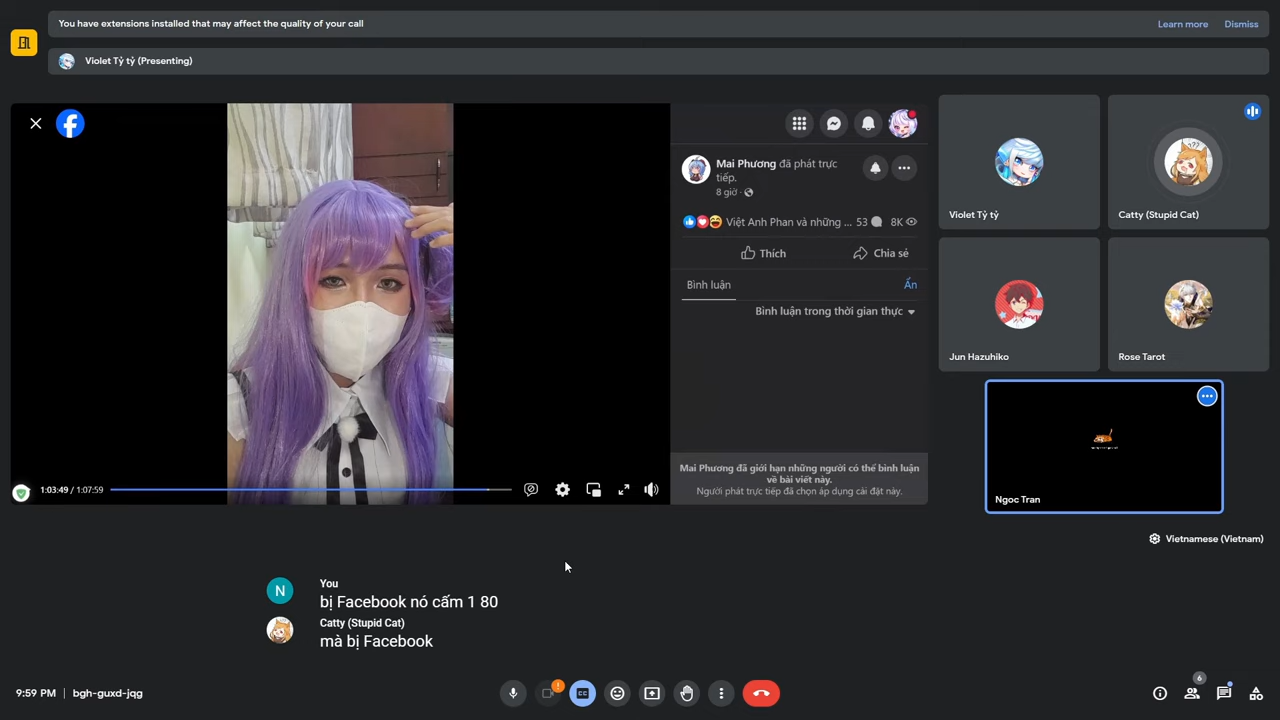 You have extensions installed that may affect the quality of your call
Learn more
Dismiss
Violet Tỷ tỷ (Presenting)
Mai Phương đã phát trực
tiếp.
8 giờ ·
Việt Anh Phan và những ...
53
8K
Thích
Chia sẻ
Bình luận
Ẩn
Bình luận trong thời gian thực
Mai Phương đã giới hạn những người có thể bình luận
về bài viết này.
Người phát trực tiếp đã chọn áp dụng cài đặt này.
1:03:49 / 1:07:59
Violet Tỷ tỷ
Catty (Stupid Cat)
Jun Hazuhiko
Rose Tarot
Ngoc Tran
Vietnamese (Vietnam)
N
You
bị Facebook nó cấm 1 80
Catty (Stupid Cat)
mà bị Facebook
9:59 PM | bgh-guxd-jqg
CC
6